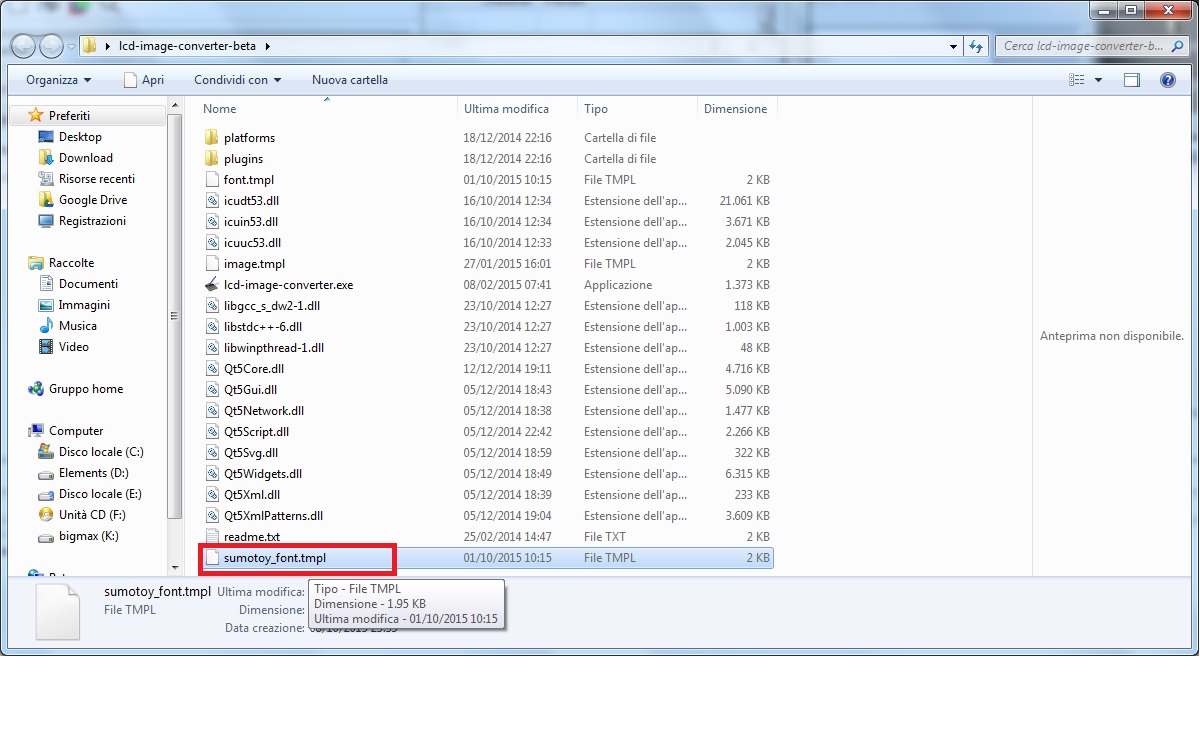 lcd-image-converter-beta
Cerca lcd-image-converter-b...
Organizza
Apri
Condividi con
Nuova cartella
Preferiti
Desktop
Download
Risorse recenti
Google Drive
Registrazioni
Raccolte
Documenti
Immagini
Musica
Video
Gruppo home
Computer
Disco locale (C:)
Elements (D:)
Disco locale (E:)
Unità CD (F:)
bigmax (K:)
Nome Ultima modifica Tipo Dimensione
platforms 18/12/2014 22:16 Cartella di file
plugins 18/12/2014 22:16 Cartella di file
font.tmpl 01/10/2015 10:15 File TMPL 2 KB
icudt53.dll 16/10/2014 12:34 Estensione dell'ap... 21.061 KB
icuin53.dll 16/10/2014 12:34 Estensione dell'ap... 3.671 KB
icuuc53.dll 16/10/2014 12:33 Estensione dell'ap... 2.045 KB
image.tmpl 27/01/2015 16:01 File TMPL 2 KB
lcd-image-converter.exe 08/02/2015 07:41 Applicazione 1.373 KB
libgcc_s_dw2-1.dll 23/10/2014 12:27 Estensione dell'ap... 118 KB
libstdc++-6.dll 23/10/2014 12:27 Estensione dell'ap... 1.003 KB
libwinpthread-1.dll 23/10/2014 12:27 Estensione dell'ap... 48 KB
Qt5Core.dll 12/12/2014 19:11 Estensione dell'ap... 4.716 KB
Qt5Gui.dll 05/12/2014 18:43 Estensione dell'ap... 5.090 KB
Qt5Network.dll 05/12/2014 18:38 Estensione dell'ap... 1.477 KB
Qt5Script.dll 05/12/2014 22:42 Estensione dell'ap... 2.266 KB
Qt5Svg.dll 05/12/2014 18:59 Estensione dell'ap... 322 KB
Qt5Widgets.dll 05/12/2014 18:49 Estensione dell'ap... 6.315 KB
Qt5Xml.dll 05/12/2014 18:39 Estensione dell'ap... 233 KB
Qt5XmlPatterns.dll 05/12/2014 19:04 Estensione dell'ap... 3.609 KB
readme.txt 25/02/2014 14:47 File TXT 2 KB
sumotoy_font.tmpl 01/10/2015 10:15 File TMPL 2 KB
Anteprima non disponibile.
sumotoy_font.tmpl Ultima modifica:
File TMPL Dimensione:
Data creazione:
Tipo - File TMPL
Dimensione - 1.95 KB
Ultima modifica - 01/10/2015 10:15